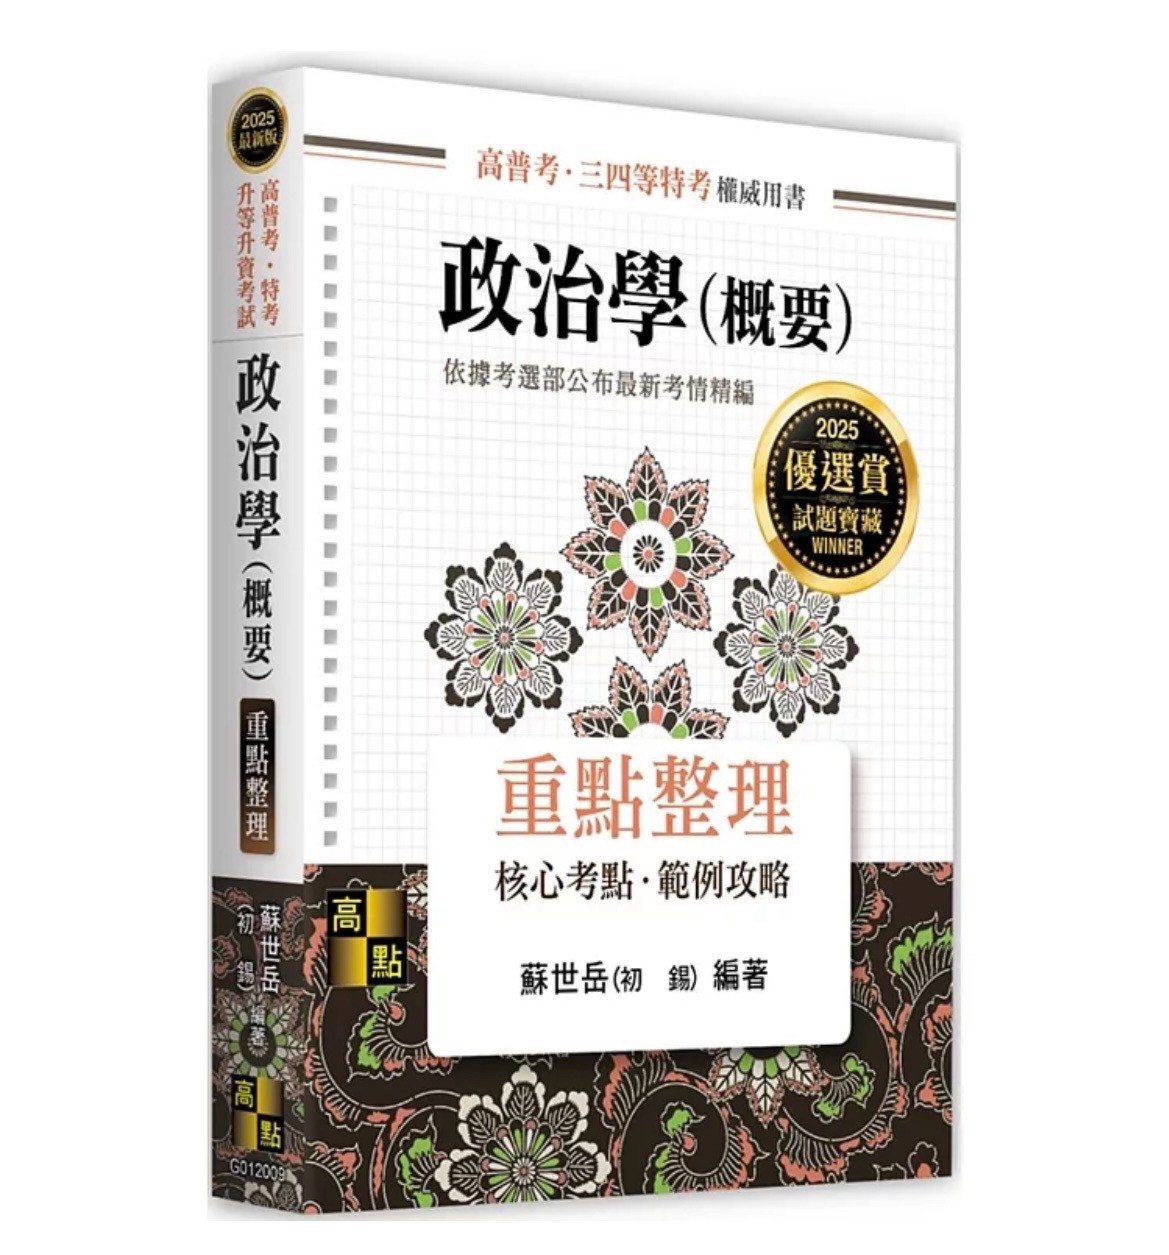 2025
最新版
高普考・特考
升等升資考試
政治學(概要)
重點整理
蘇世岳
(初 錫)
編著
高
點
G012009
高普考・三四等特考權威用書
政治學(概要)
依據考選部公布最新考情精編
2025
優選賞
試題寶藏
WINNER
重點整理
核心考點・範例攻略
高
點
蘇世岳(初 錫) 編著